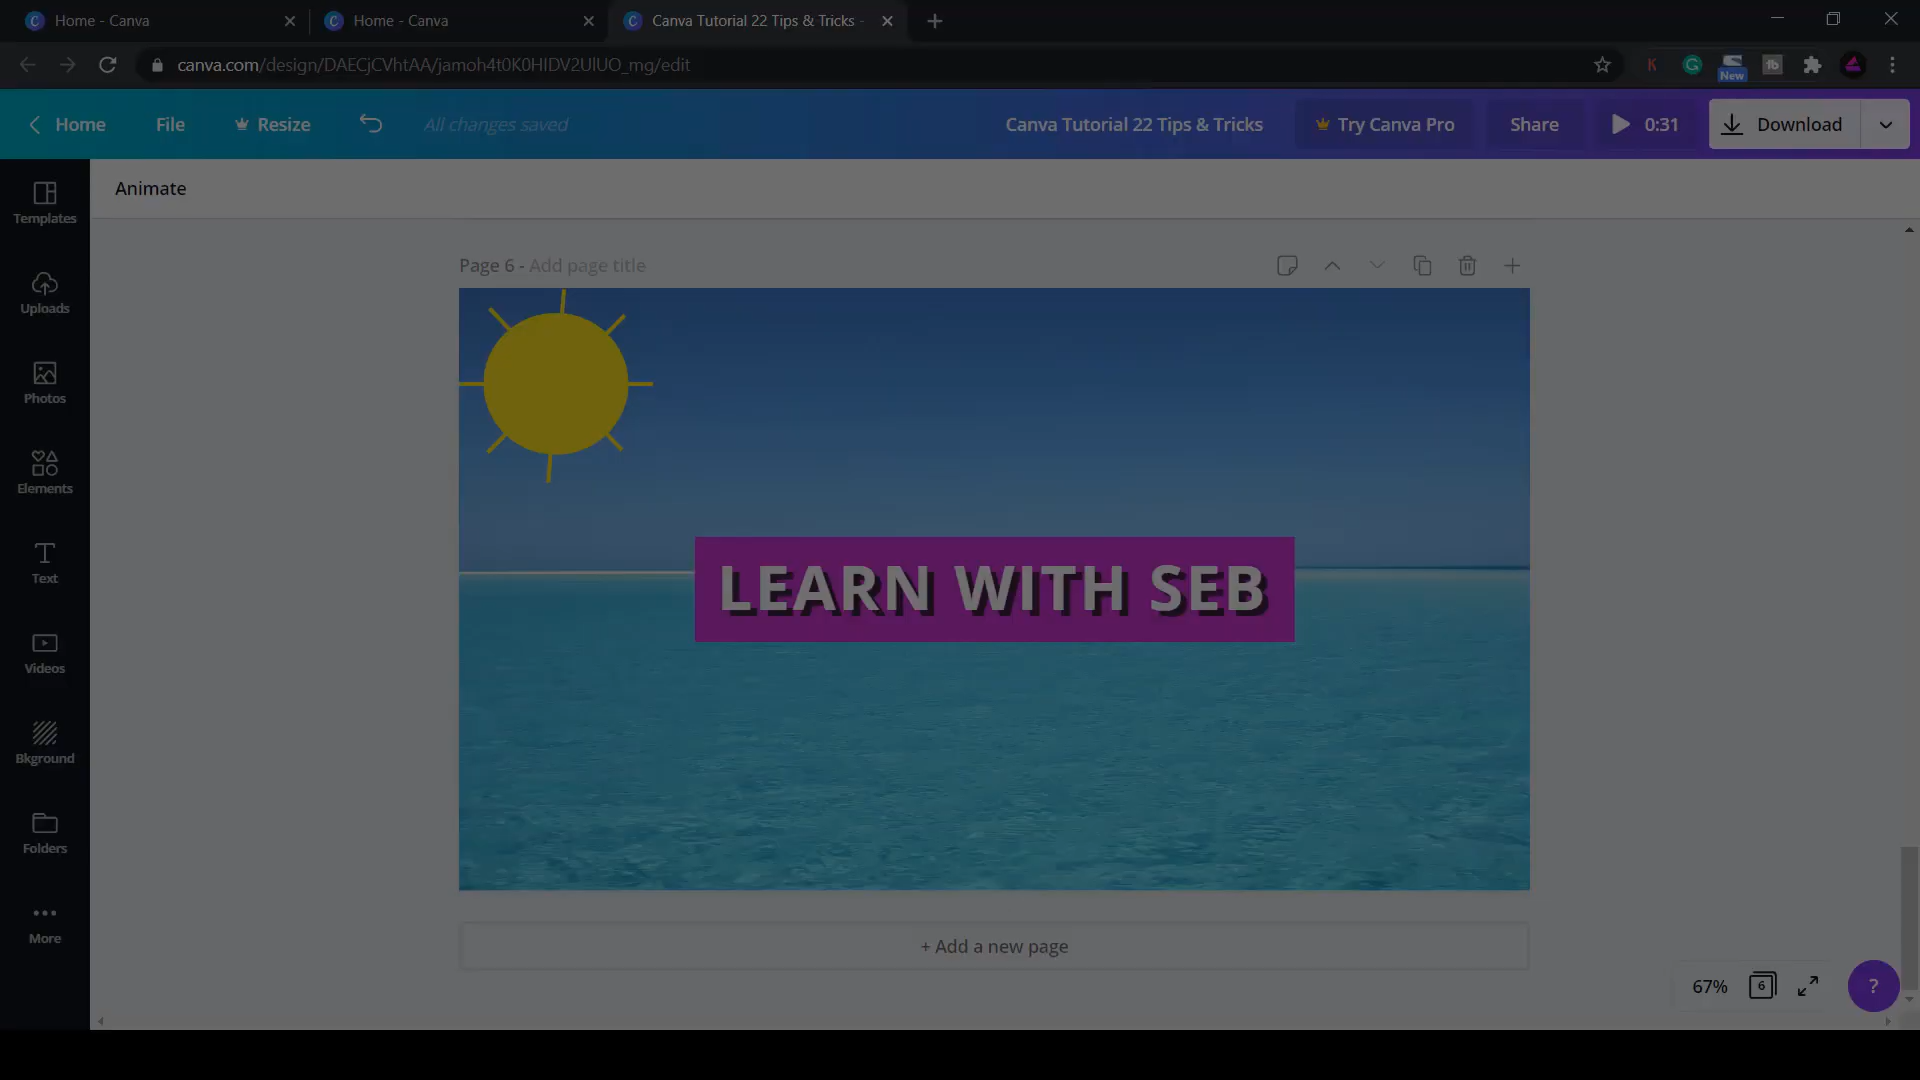 Home - Canva
Home - Canva
Canva Tutorial 22 Tips & Tricks -
canva.com/design/DAECjCVhtAA/jamoh4t0K0HIDV2UlUO_mg/edit
K
New
Home
File
Resize
All changes saved
Canva Tutorial 22 Tips & Tricks
Try Canva Pro
Share
0:31
Download
Animate
Templates
Uploads
Photos
Elements
Text
Videos
Bkground
Folders
More
Page 6 - Add page title
LEARN WITH SEB
+ Add a new page
67%
6
?